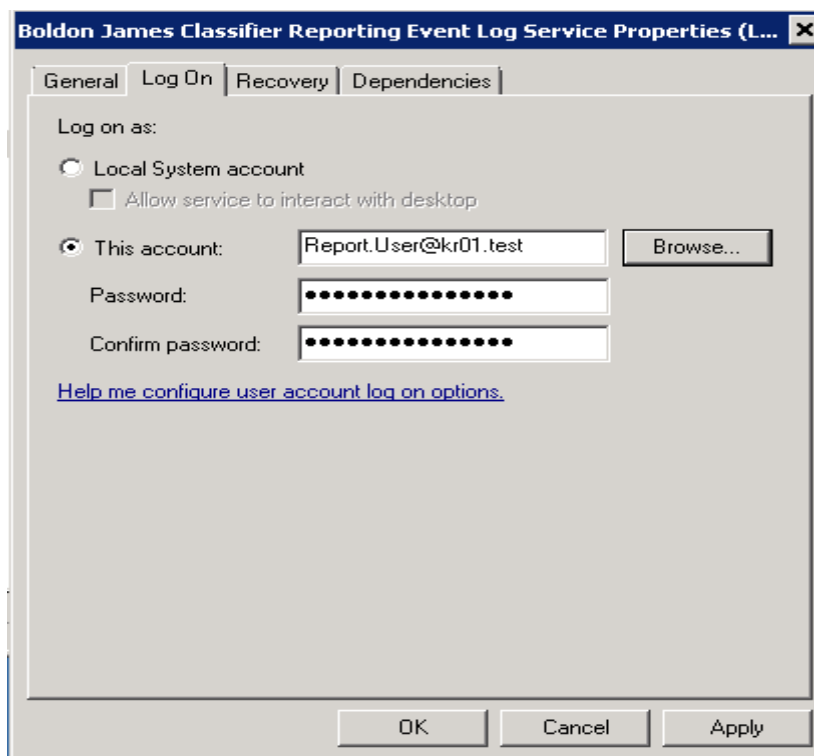 Boldon James Classifier Reporting Event Log Service Properties (L...
General Log On Recovery Dependencies
Log on as:
Local System account
Allow service to interact with desktop
This account: Report.User@kr01.test Browse...
Password: ●●●●●●●●●●●●●●●
Confirm password: ●●●●●●●●●●●●●●●
Help me configure user account log on options.
OK Cancel Apply